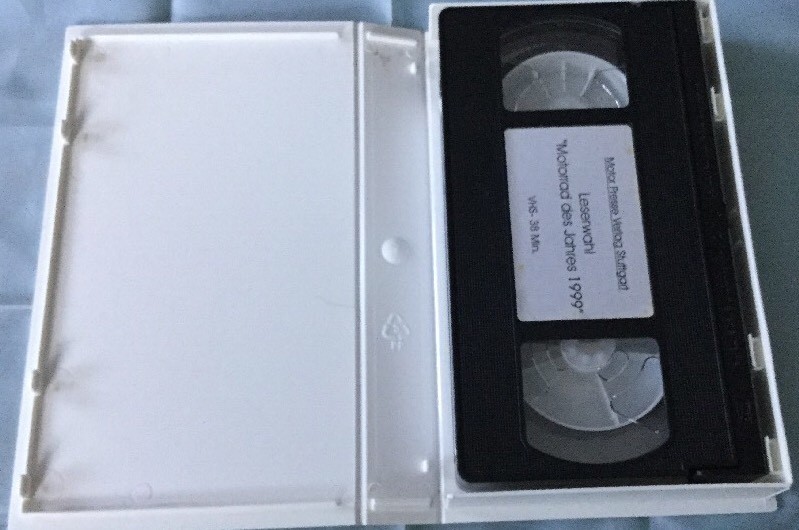 Motor Presse Verlag Stuttgart
Leserwahl
"Motorrad des Jahres 1999"
VHS - 38 Min.